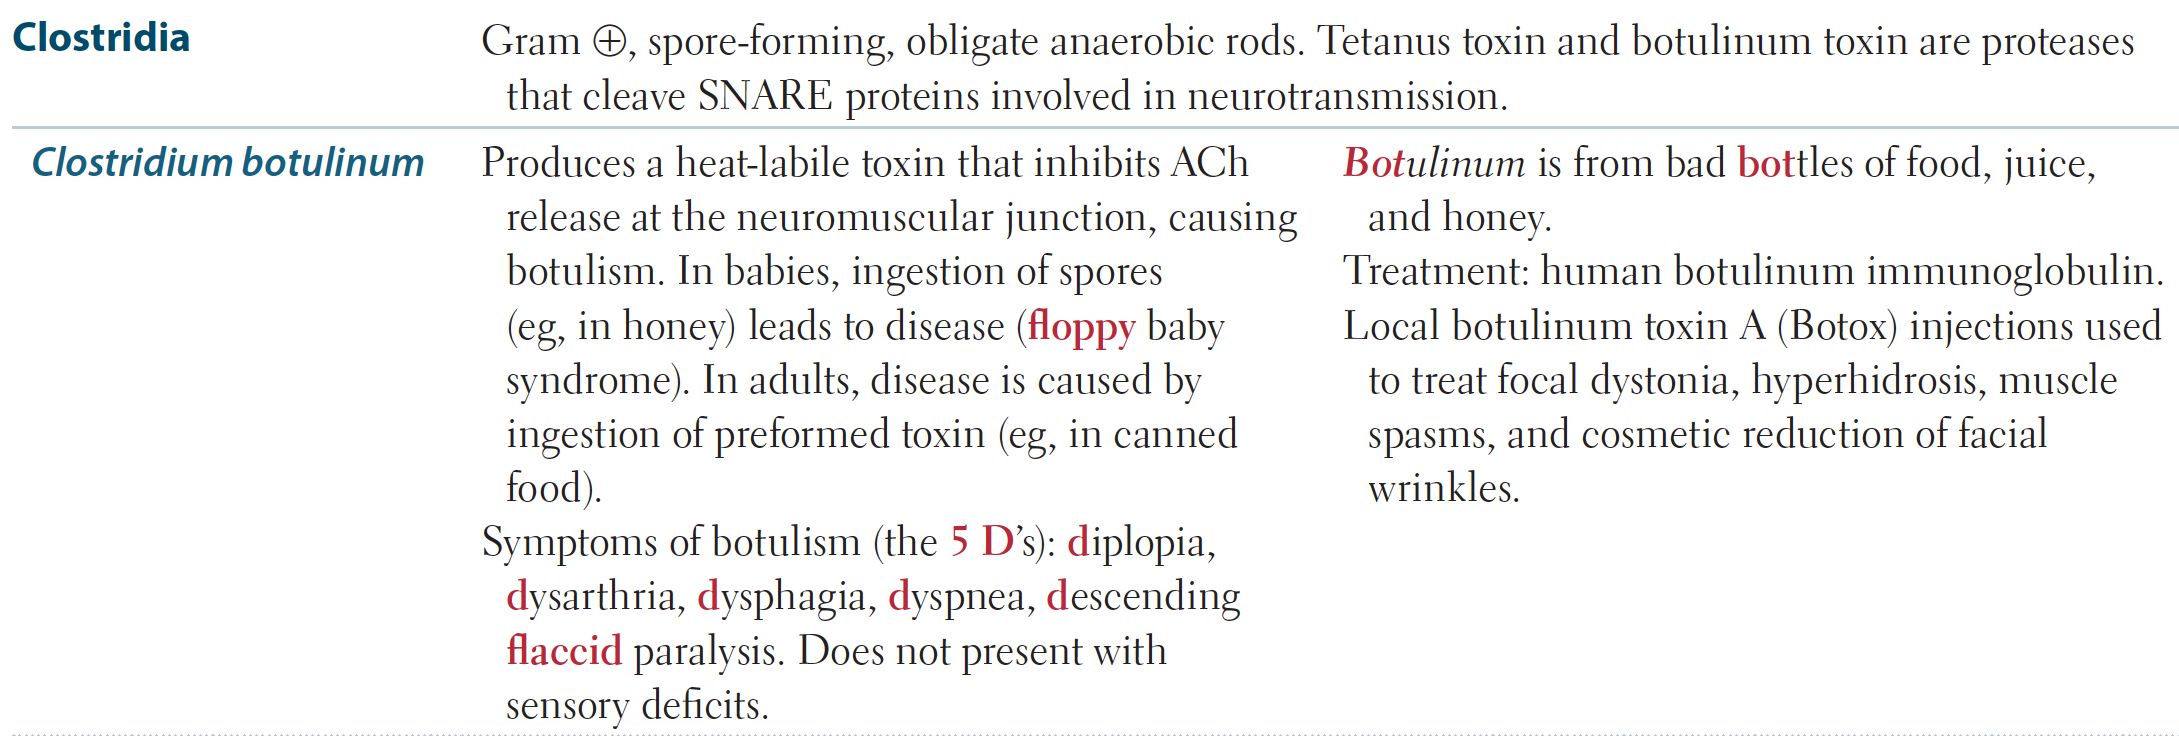 Clostridia
Gram ⊕, spore-forming, obligate anaerobic rods. Tetanus toxin and botulinum toxin are proteases
that cleave SNARE proteins involved in neurotransmission.
Clostridium botulinum
Produces a heat-labile toxin that inhibits ACh
release at the neuromuscular junction, causing
botulism. In babies, ingestion of spores
(eg, in honey) leads to disease (floppy baby
syndrome). In adults, disease is caused by
ingestion of preformed toxin (eg, in canned
food).
Symptoms of botulism (the 5 D's): diplopia,
dysarthria, dysphagia, dyspnea, descending
flaccid paralysis. Does not present with
sensory deficits.
Botulinum is from bad bottles of food, juice,
and honey.
Treatment: human botulinum immunoglobulin.
Local botulinum toxin A (Botox) injections used
to treat focal dystonia, hyperhidrosis, muscle
spasms, and cosmetic reduction of facial
wrinkles.